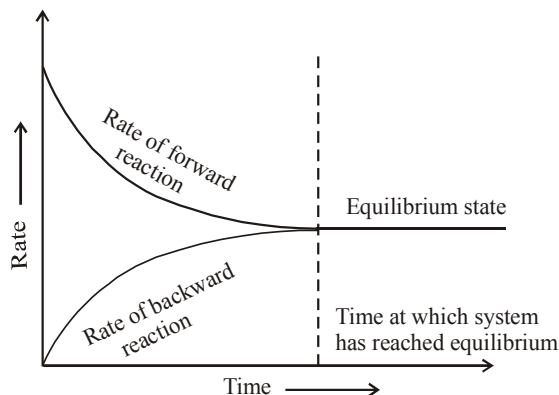 Rate of forward
reaction
Equilibrium state
Rate
Rate of backward
reaction
Time at which system
has reached equilibrium
Time